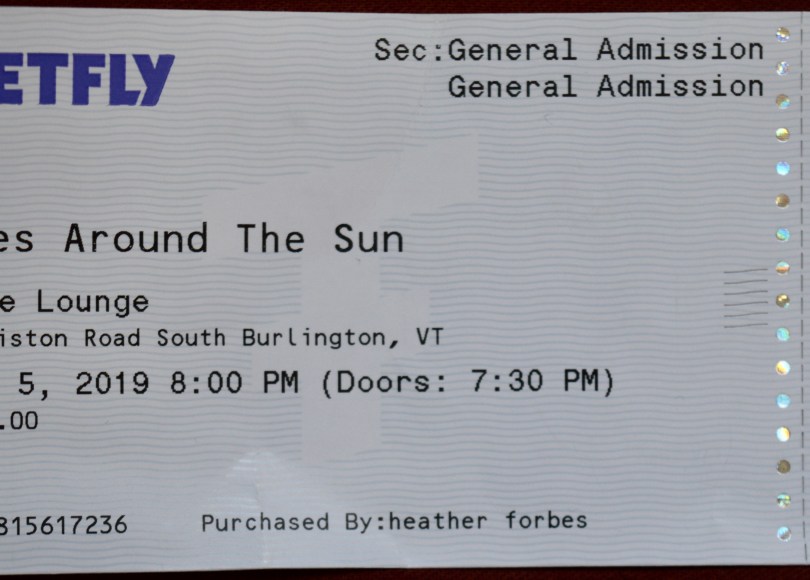 ETFLY
Sec:General Admission
General Admission
es Around The Sun
e Lounge
iston Road South Burlington, VT
5, 2019 8:00 PM (Doors: 7:30 PM)
.00
815617236
Purchased By:heather forbes